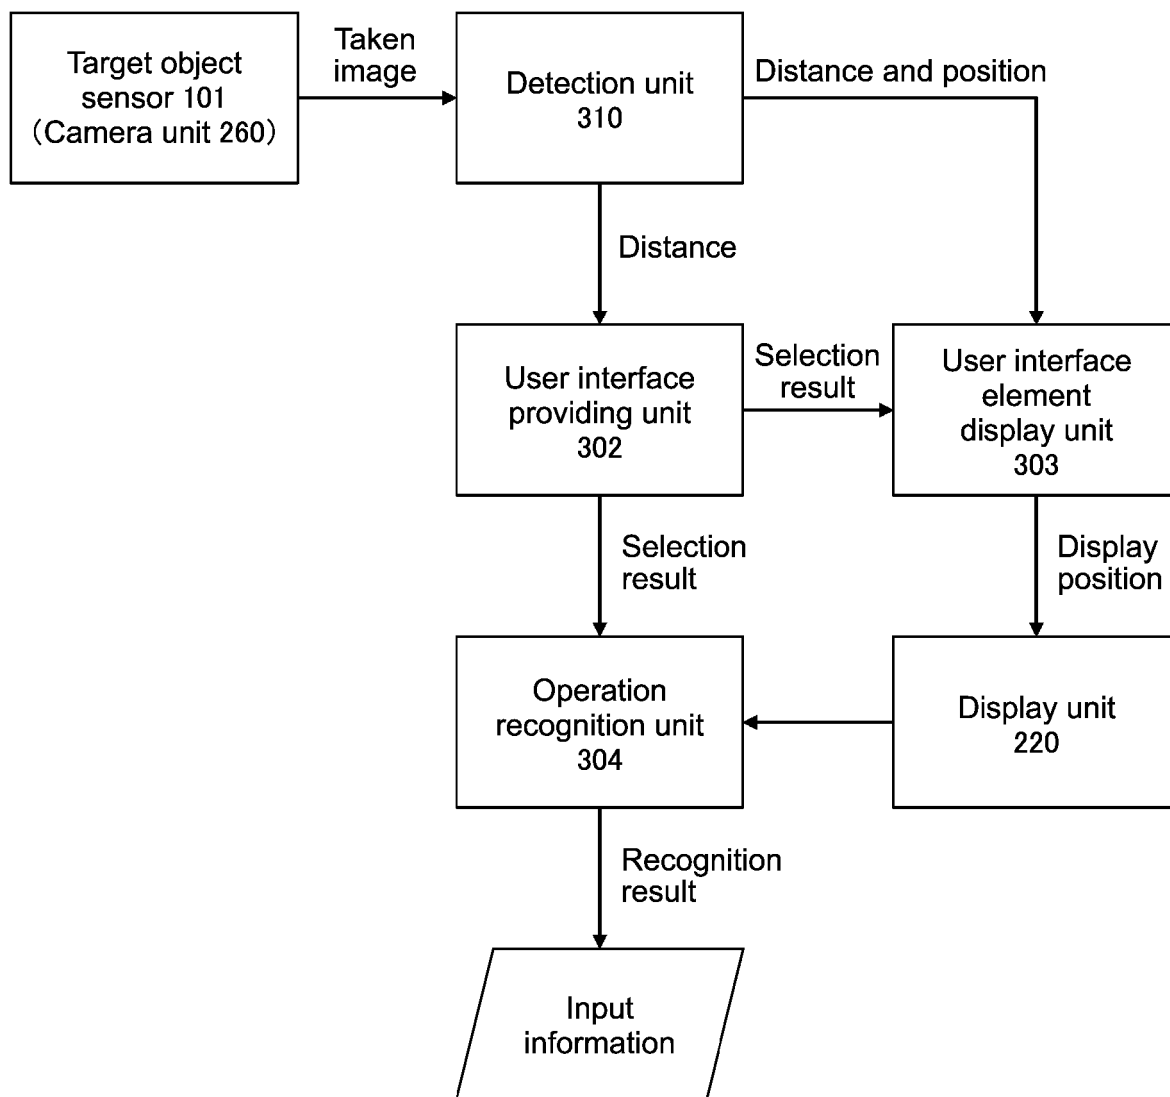 Target object
sensor 101
(Camera unit 260)
Taken
image
Detection unit
310
Distance and position
Distance
User interface
providing unit
302
Selection
result
User interface
element
display unit
303
Selection
result
Display
position
Operation
recognition unit
304
Display unit
220
Recognition
result
Input
information